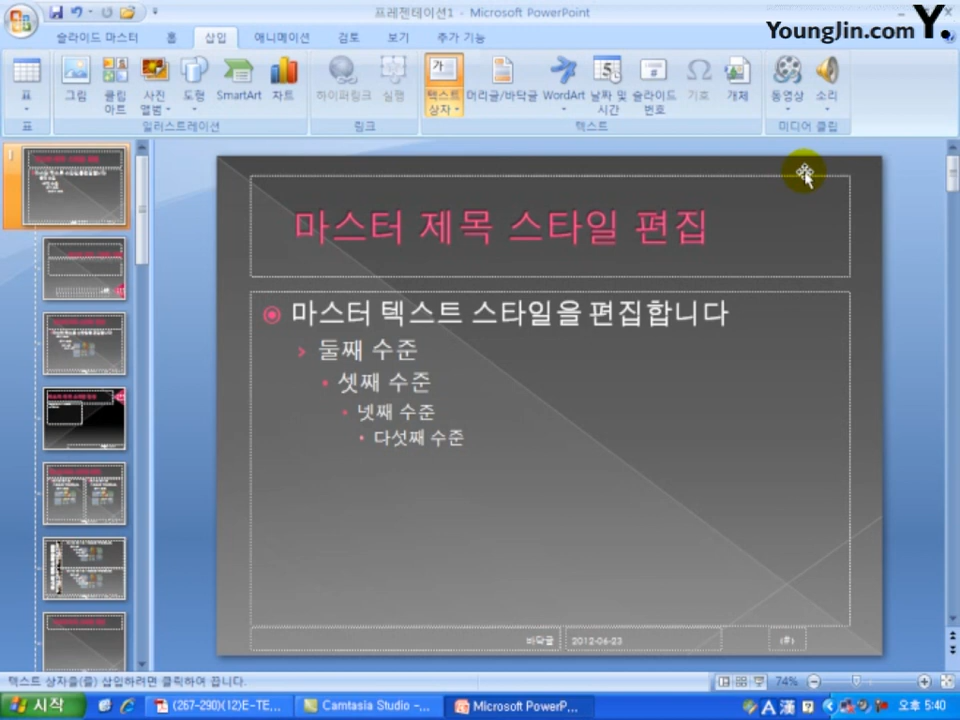 프레젠테이션1 - Microsoft PowerPoint
YoungJin.com Y.
슬라이드 마스터 홈 삽입 애니메이션 검토 보기 추가 기능
표 그림 클립 아트 사진 앨범 도형 SmartArt 차트 하이퍼링크 실행 텍스트 상자 머리글/바닥글 WordArt 날짜 및 시간 슬라이드 번호 기호 개체 동영상 소리
표 일러스트레이션 링크 텍스트 미디어 클립
1
마스터 제목 스타일 편집
마스터 텍스트 스타일을 편집합니다
둘째 수준
셋째 수준
넷째 수준
다섯째 수준
바닥글 2012-06-23 ‹#›
텍스트 상자을(를) 삽입하려면 클릭하여 끕니다.
74%
시작 (267-290)(12)E-TE,,, Camtasia Studio –,,, Microsoft PowerP,,, A 漢 오후 5:40